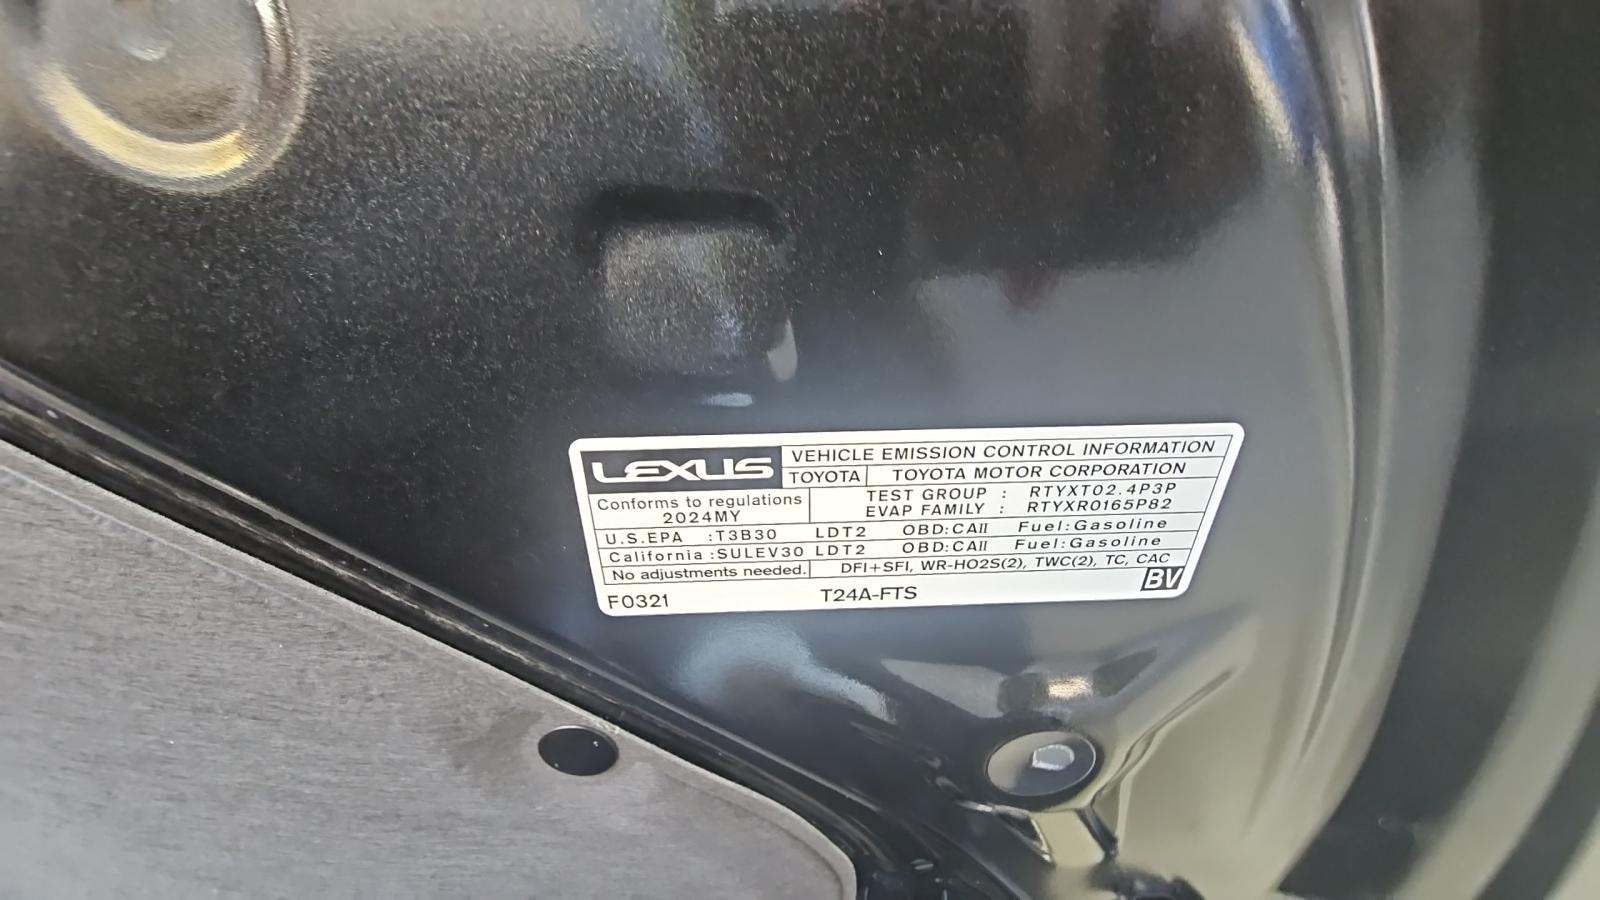 LEXUS
VEHICLE EMISSION CONTROL INFORMATION
TOYOTA TOYOTA MOTOR CORPORATION
Conforms to regulations
2024MY
TEST GROUP : RTYXT02.4P3P
EVAP FAMILY : RTYXR0165P82
U.S.EPA :T3B30 LDT2 OBD:CAII Fuel:Gasoline
California :SULEV30 LDT2 OBD:CAII Fuel:Gasoline
No adjustments needed. DFI+SFI, WR-HO2S(2), TWC(2), TC, CAC
F0321 T24A-FTS BV